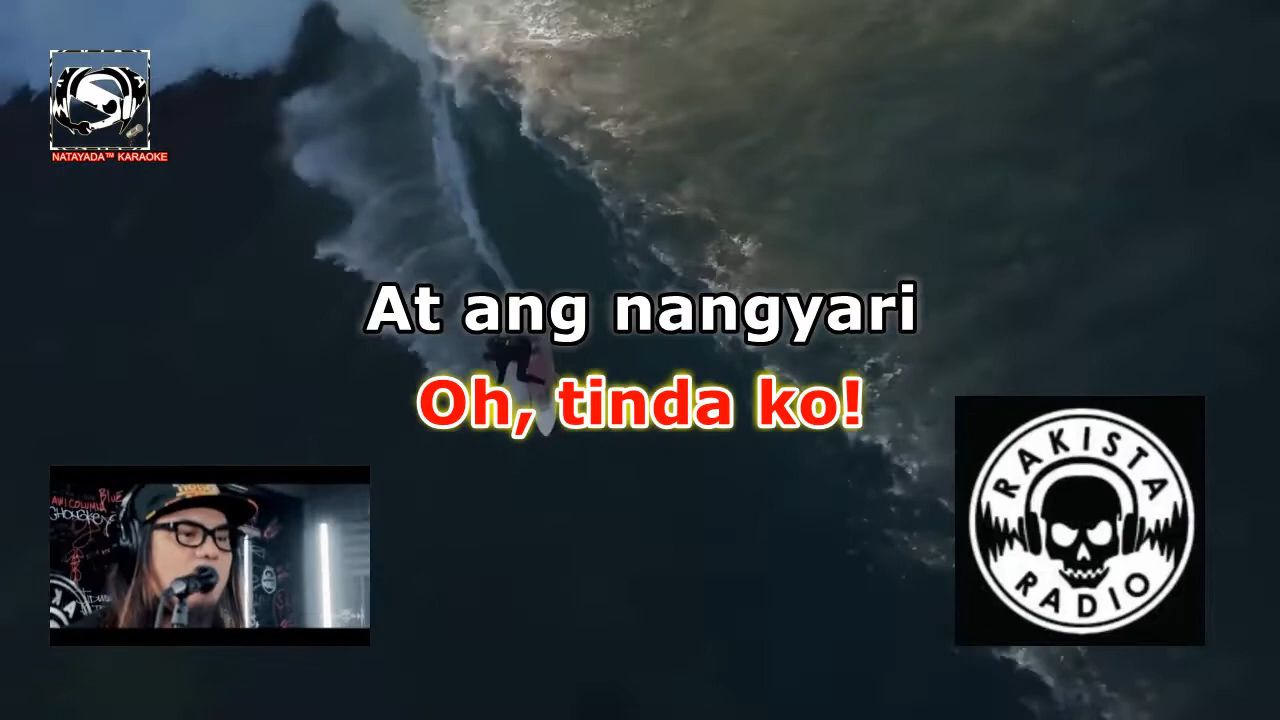 NATAYADA™ KARAOKE
At ang nangyari
Oh, tinda ko!
RAKISTA
RADIO